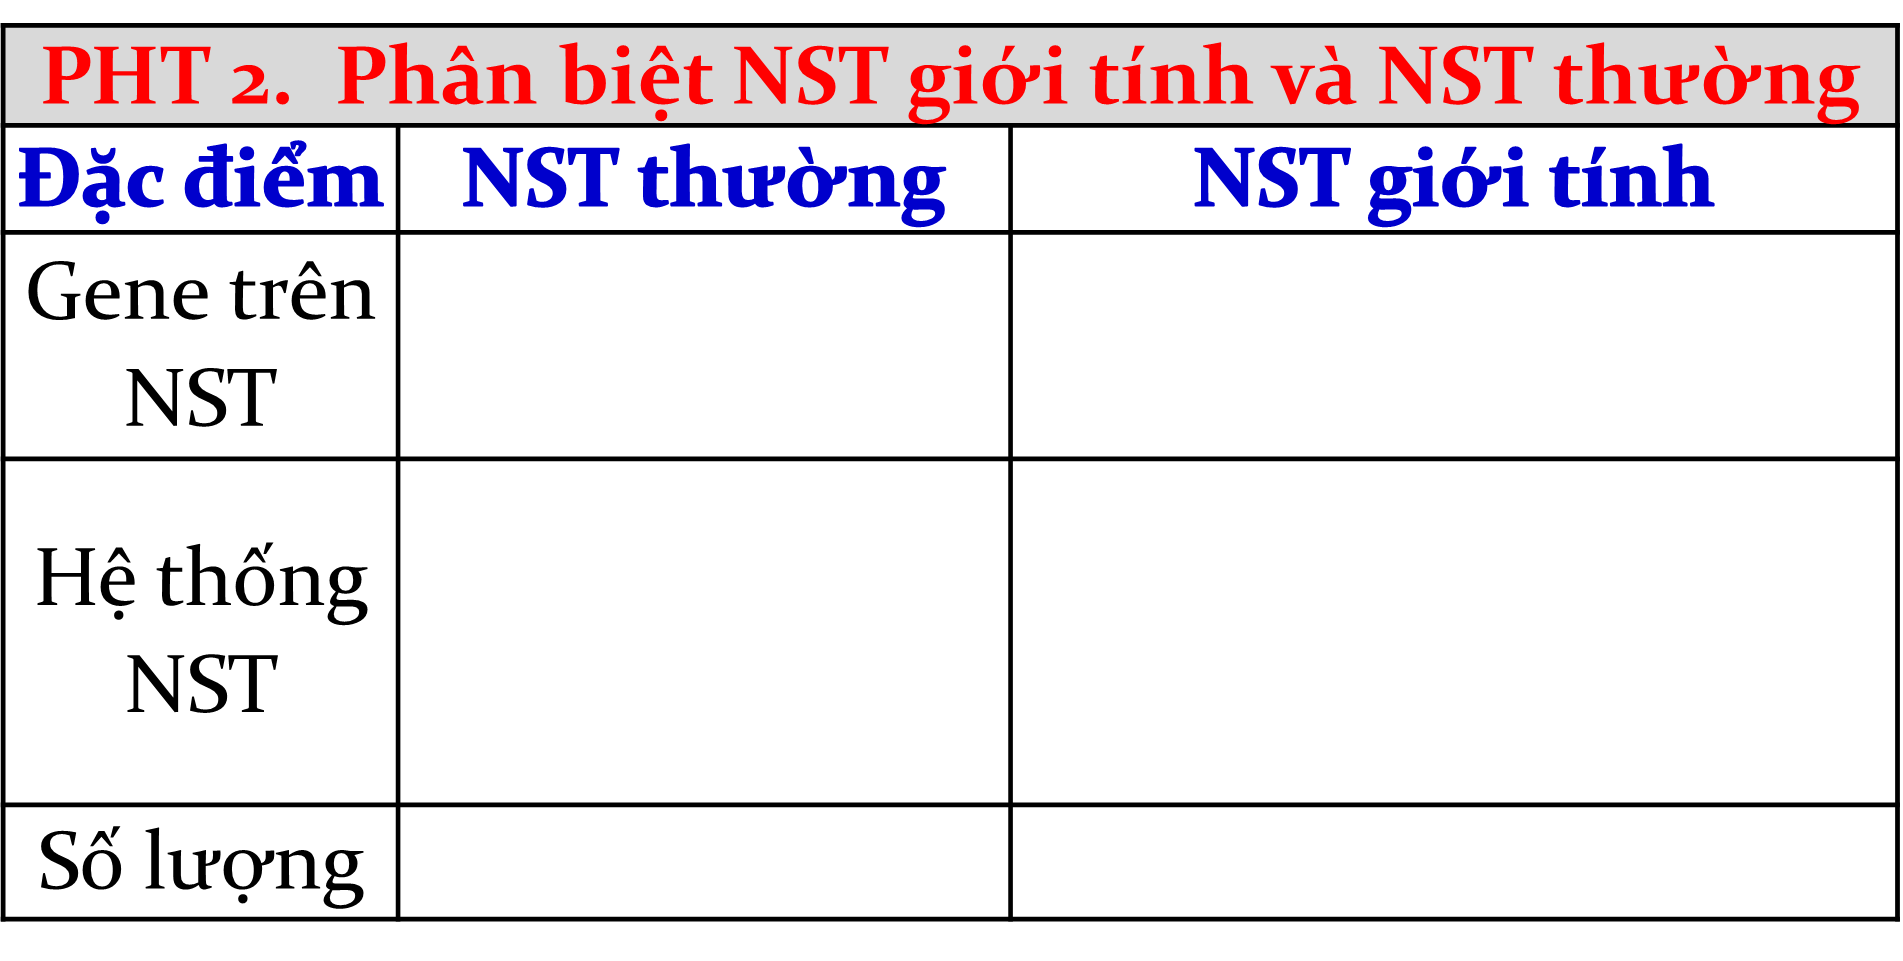 PHT 2. Phân biệt NST giới tính và NST thường
Đặc điểm NST thường NST giới tính
Gene trên
NST
Hệ thống
NST
Số lượng